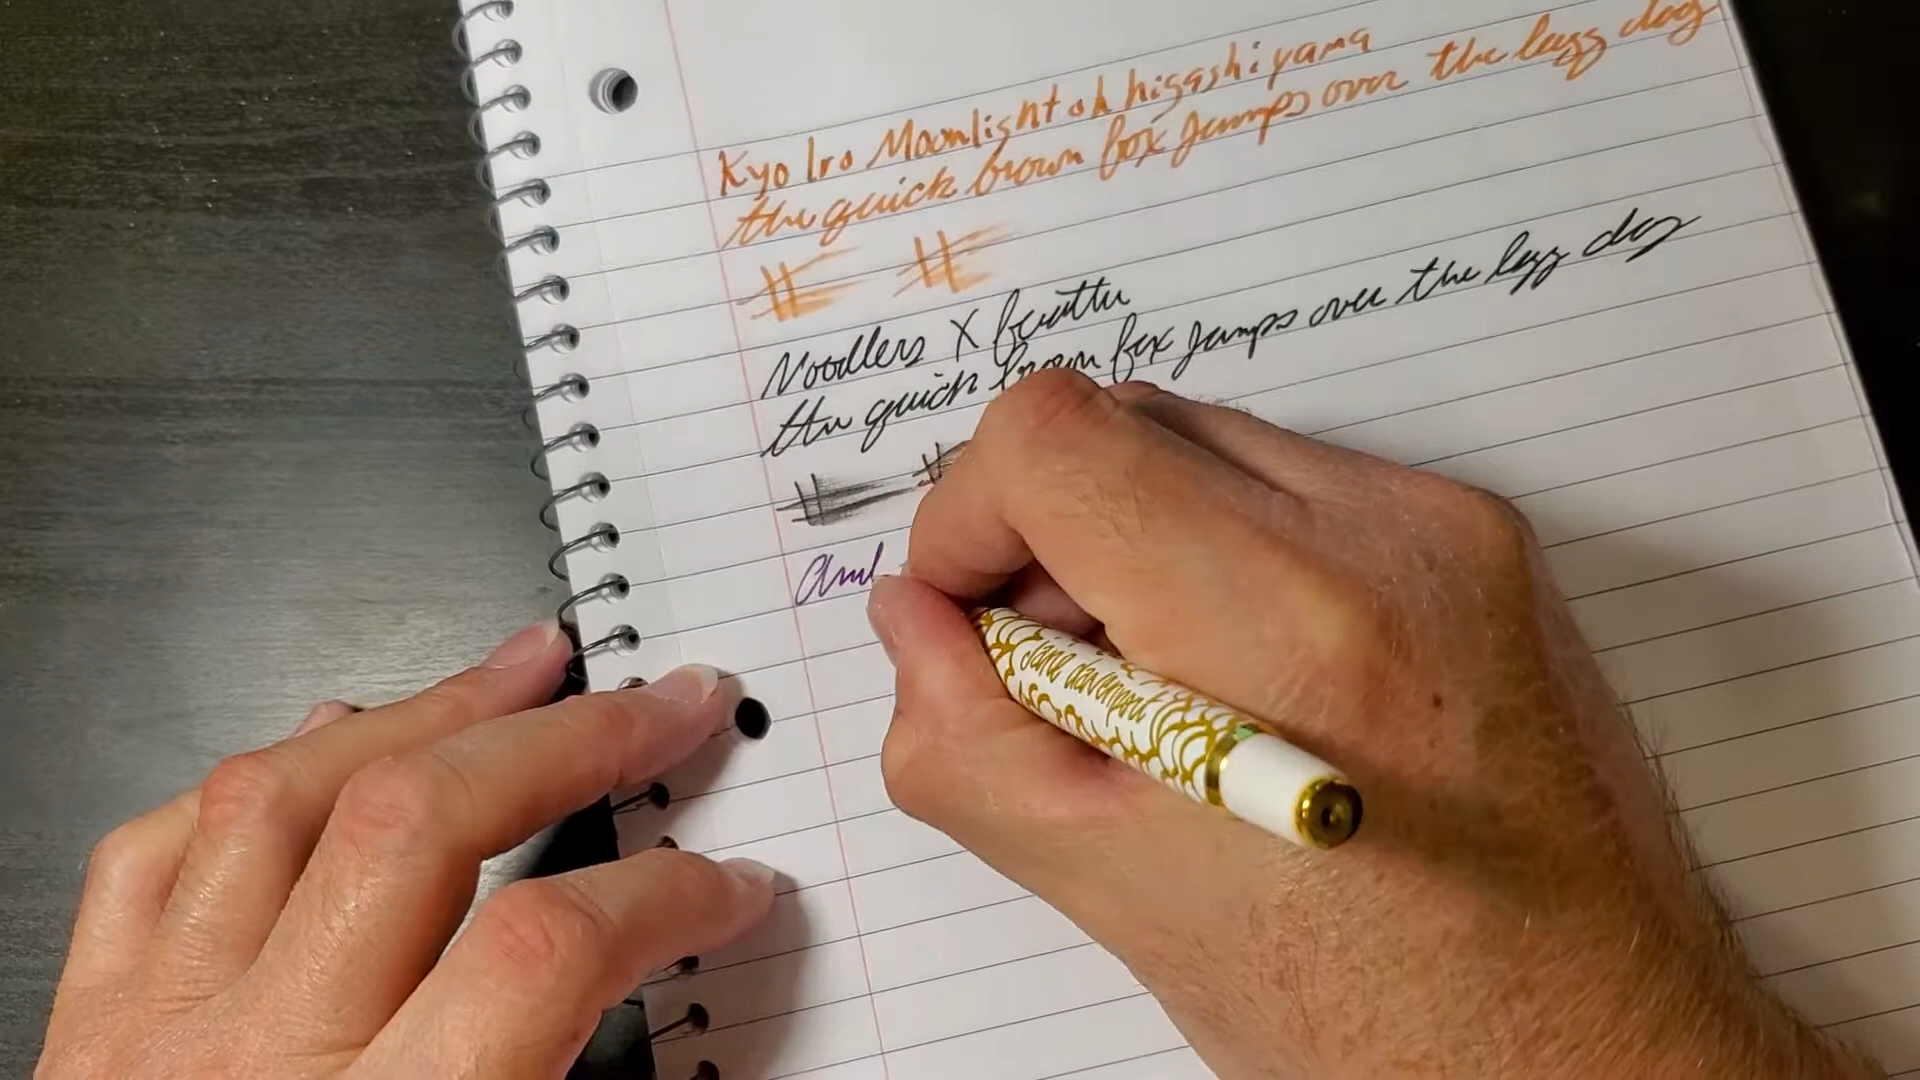 Kyo Iro Moonlight oh higashiyama
the quick brown fox jumps over the lazy dog
Noodlers X feather
the quick brown fox jumps over the lazy dog
jane davenport